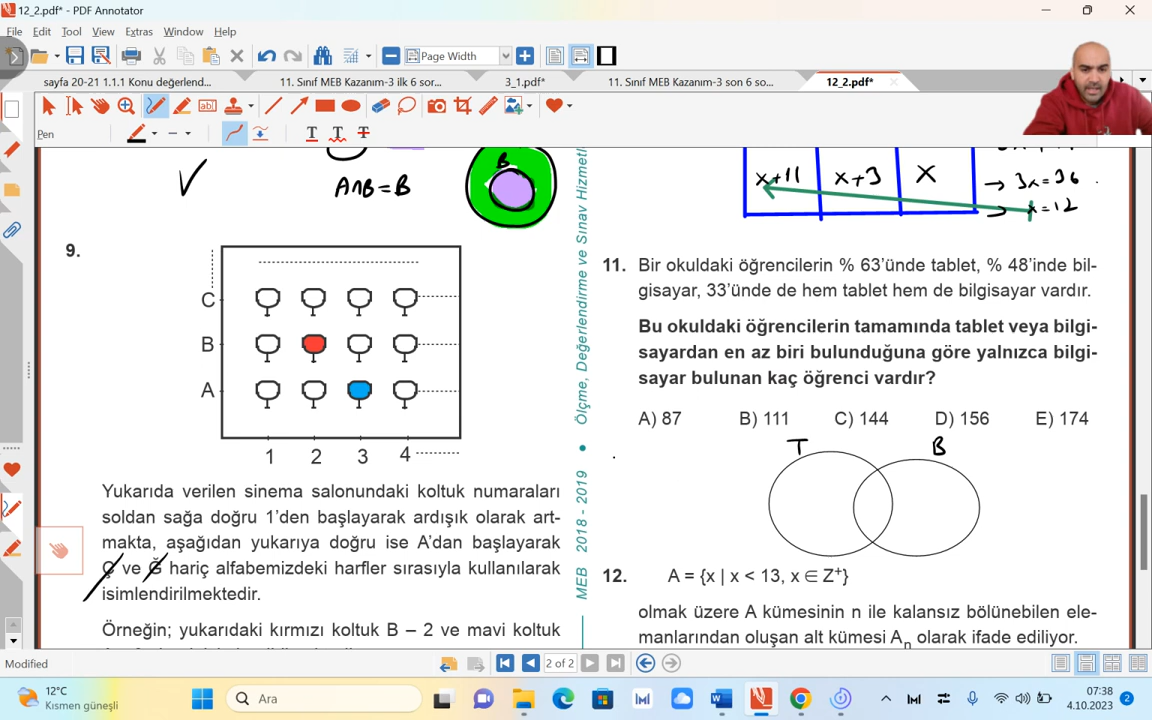 12_2.pdf* - PDF Annotator
File Edit Tool View Extras Window Help
Page Width
sayfa 20-21 1.1.1 Konu değerlend...
11. Sınıf MEB Kazanım-3 ilk 6 sor...
3_1.pdf*
11. Sınıf MEB Kazanım-3 son 6 so...
12_2.pdf*
Pen
B
A∩B = B
9.
C
B
A
1 2 3 4
Yukarıda verilen sinema salonundaki koltuk numaraları
soldan sağa doğru 1'den başlayarak ardışık olarak art-
makta, aşağıdan yukarıya doğru ise A'dan başlayarak
Ç ve Ğ hariç alfabemizdeki harfler sırasıyla kullanılarak
isimlendirilmektedir.
Örneğin; yukarıdaki kırmızı koltuk B – 2 ve mavi koltuk
MEB 2018 - 2019 • Ölçme, Değerlendirme ve Sınav Hizmetl
x+11 x+3 x
→ 3x = 36
→ x = 12
11. Bir okuldaki öğrencilerin % 63'ünde tablet, % 48'inde bil-
gisayar, 33'ünde de hem tablet hem de bilgisayar vardır.
Bu okuldaki öğrencilerin tamamında tablet veya bilgi-
sayardan en az biri bulunduğuna göre yalnızca bilgi-
sayar bulunan kaç öğrenci vardır?
A) 87 B) 111 C) 144 D) 156 E) 174
T B
12. A = {x | x < 13, x ∈ Z⁺}
olmak üzere A kümesinin n ile kalansız bölünebilen ele-
manlarından oluşan alt kümesi Aₙ olarak ifade ediliyor.
Modified
2 of 2
12°C
Kısmen güneşli
Ara
07:38
4.10.2023
2